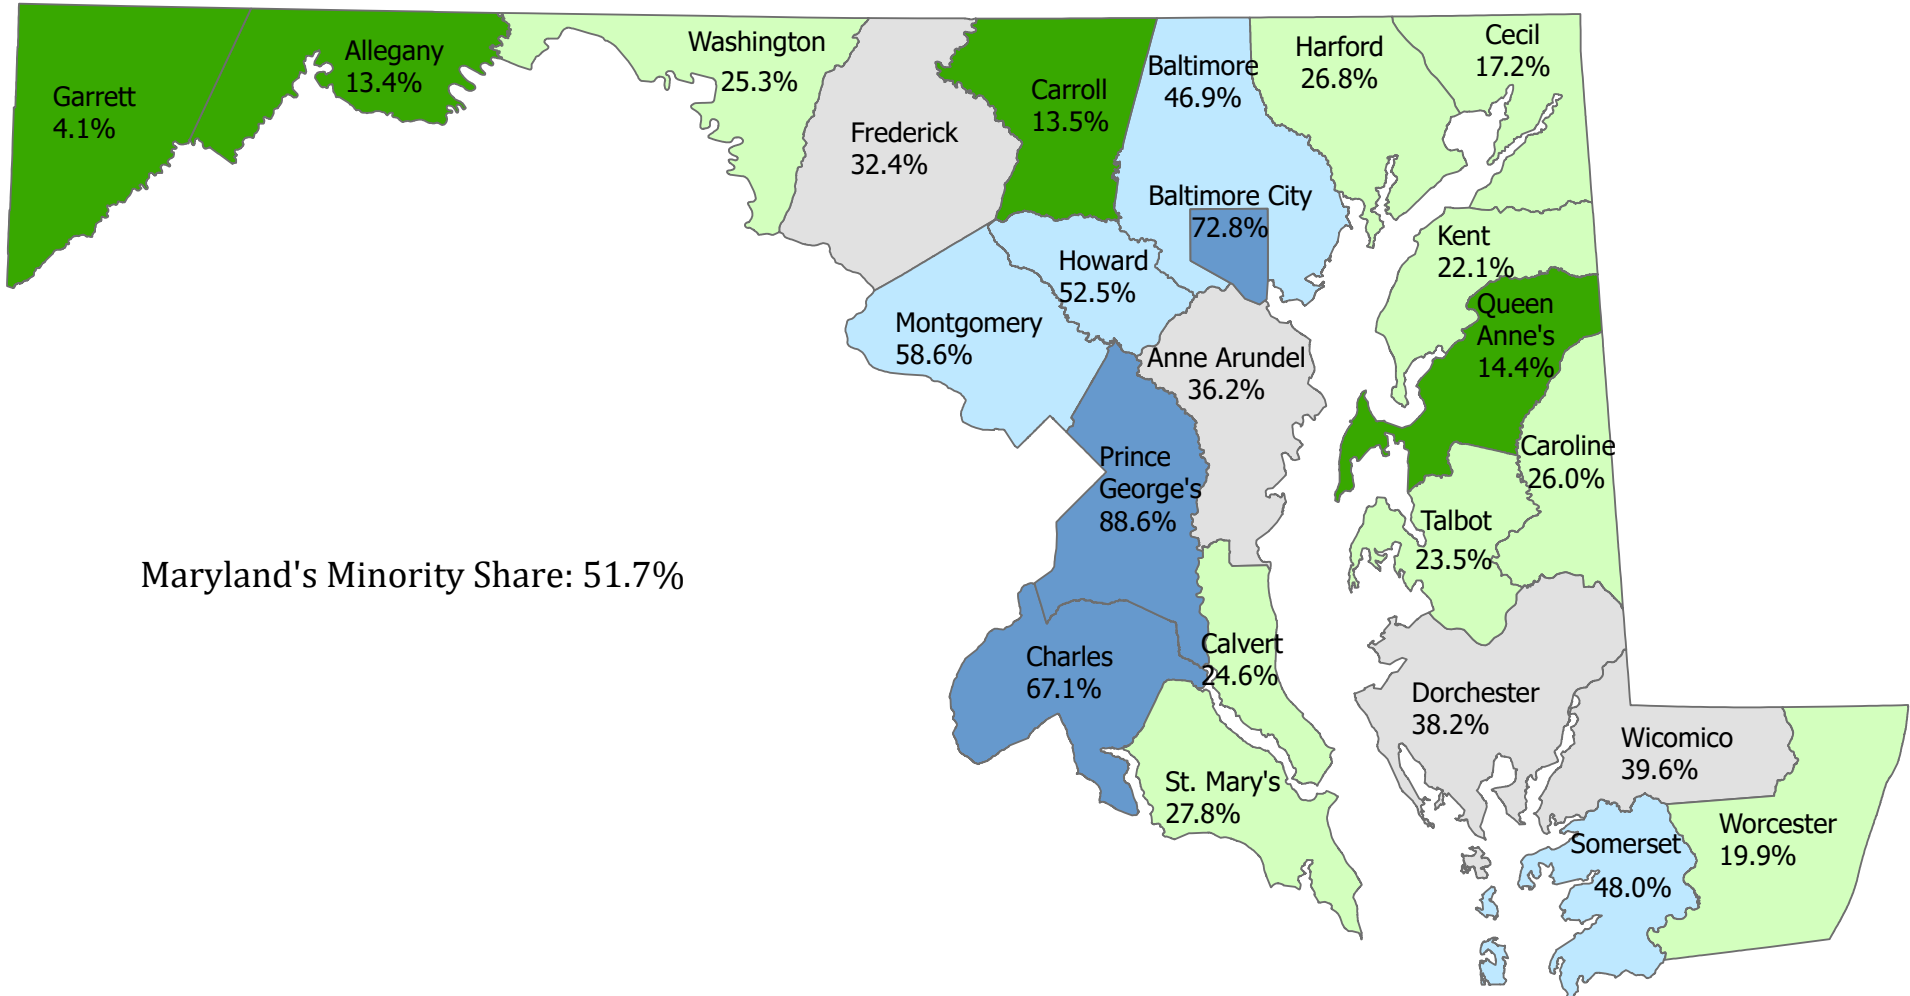 Garrett
4.1%
Allegany
13.4%
Washington
25.3%
Frederick
32.4%
Carroll
13.5%
Baltimore
46.9%
Harford
26.8%
Cecil
17.2%
Baltimore City
72.8%
Howard
52.5%
Montgomery
58.6%
Kent
22.1%
Queen
Anne's
14.4%
Anne Arundel
36.2%
Prince
George's
88.6%
Caroline
26.0%
Talbot
23.5%
Maryland's Minority Share: 51.7%
Charles
67.1%
Calvert
24.6%
Dorchester
38.2%
Wicomico
39.6%
St. Mary's
27.8%
Somerset
48.0%
Worcester
19.9%